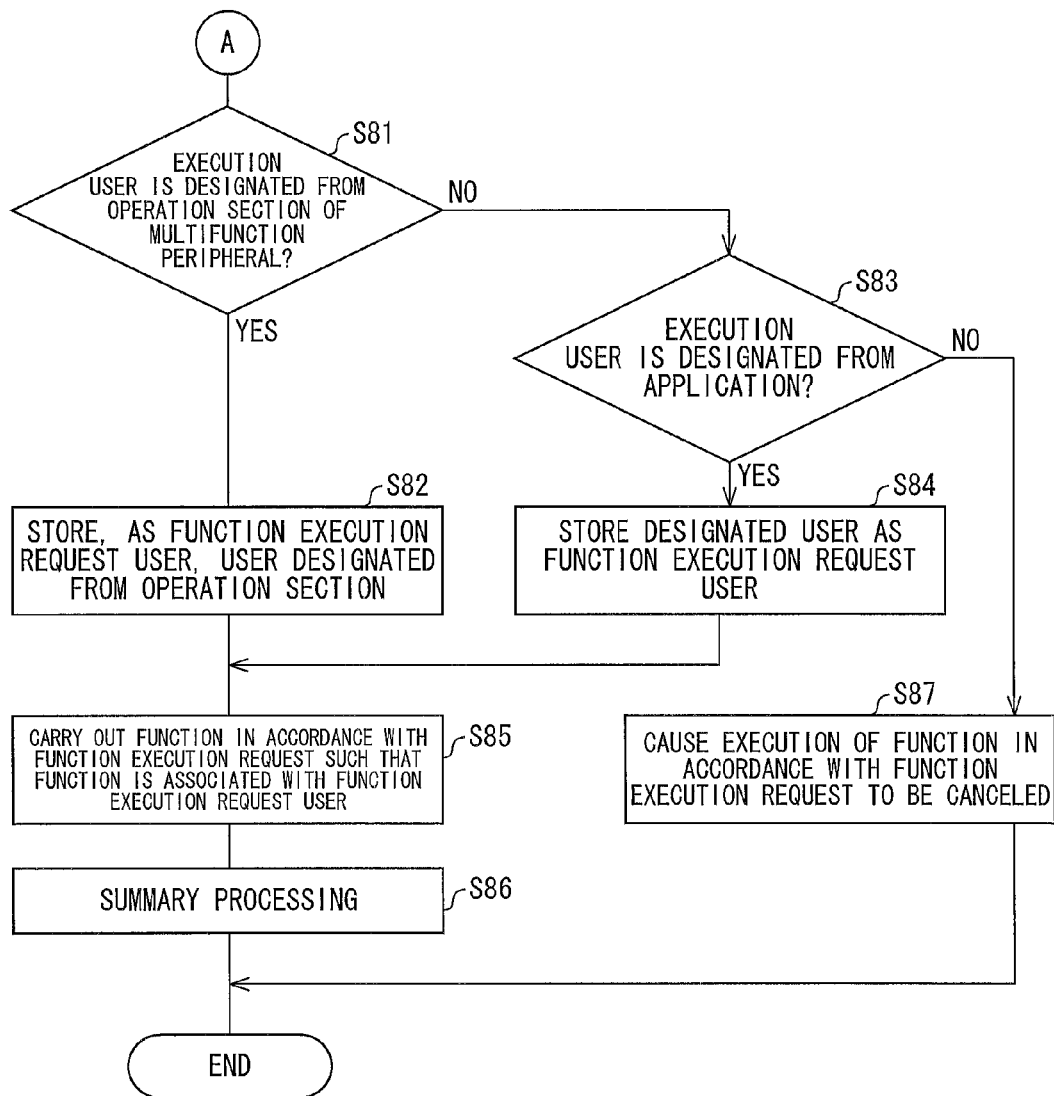 A
S81
EXECUTION
USER IS DESIGNATED FROM
OPERATION SECTION OF
MULTIFUNCTION
PERIPHERAL?
NO
YES
S83
EXECUTION
USER IS DESIGNATED FROM
APPLICATION?
NO
YES
S82
STORE, AS FUNCTION EXECUTION
REQUEST USER, USER DESIGNATED
FROM OPERATION SECTION
S84
STORE DESIGNATED USER AS
FUNCTION EXECUTION REQUEST
USER
S85
CARRY OUT FUNCTION IN ACCORDANCE WITH
FUNCTION EXECUTION REQUEST SUCH THAT
FUNCTION IS ASSOCIATED WITH FUNCTION
EXECUTION REQUEST USER
S87
CAUSE EXECUTION OF FUNCTION IN
ACCORDANCE WITH FUNCTION
EXECUTION REQUEST TO BE CANCELED
S86
SUMMARY PROCESSING
END